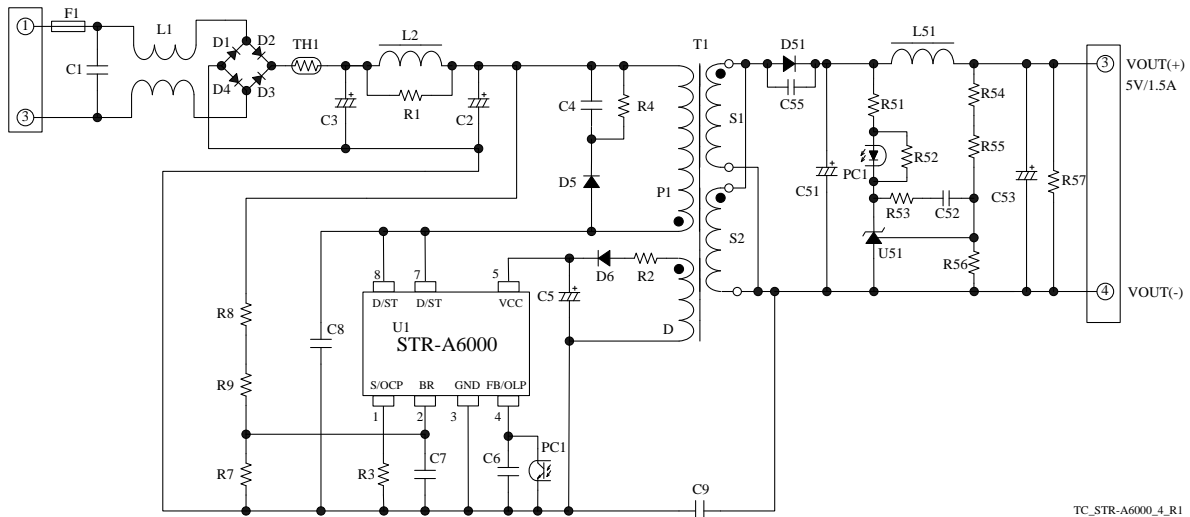 F1
L1
D1
D2
D4
D3
C1
1
3
TH1
L2
R1
C3
C2
C4
R4
D5
P1
T1
S1
S2
D51
C55
L51
3
VOUT(+)
5V/1.5A
R51
R54
R52
R55
PC1
C51
R53
C52
C53
R57
U51
R56
4
VOUT(-)
8
7
5
D/ST
D/ST
VCC
U1
STR-A6000
S/OCP
BR
GND
FB/OLP
1
2
3
4
D6
R2
C5
D
R8
C8
R9
R7
R3
C7
C6
PC1
C9
TC_STR-A6000_4_R1